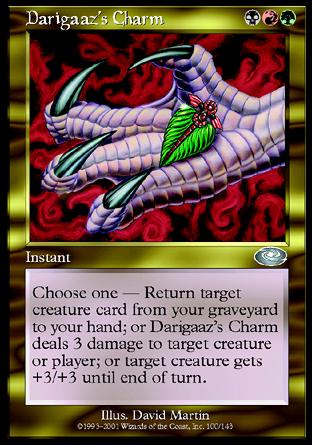 Darigaaz's Charm
Instant
Choose one — Return target
creature card from your graveyard
to your hand; or Darigaaz's Charm
deals 3 damage to target creature
or player; or target creature gets
+3/+3 until end of turn.
Illus. David Martin
©1993-2001 Wizards of the Coast, Inc. 100/143